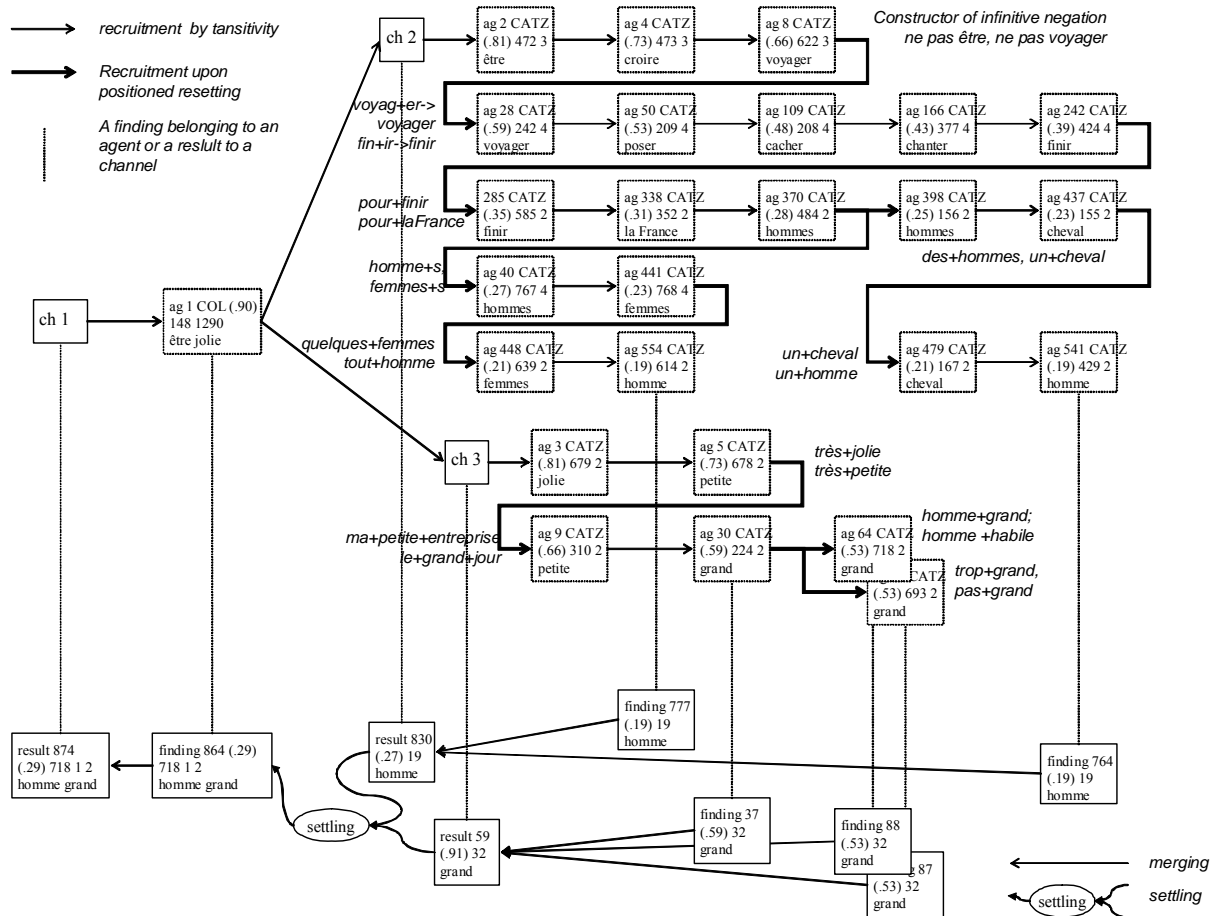 recruitment by tansitivity
Recruitment upon
positioned resetting
A finding belonging to an
agent or a reslult to a
channel
ch 2
ag 2 CATZ
(.81) 472 3
être
ag 4 CATZ
(.73) 473 3
croire
ag 8 CATZ
(.66) 622 3
voyager
Constructor of infinitive negation
ne pas être, ne pas voyager
voyag+er->
voyager
fin+ir->finir
ag 28 CATZ
(.59) 242 4
voyager
ag 50 CATZ
(.53) 209 4
poser
ag 109 CATZ
(.48) 208 4
cacher
ag 166 CATZ
(.43) 377 4
chanter
ag 242 CATZ
(.39) 424 4
finir
pour+finir
pour+laFrance
285 CATZ
(.35) 585 2
finir
ag 338 CATZ
(.31) 352 2
la France
ag 370 CATZ
(.28) 484 2
hommes
ag 398 CATZ
(.25) 156 2
hommes
ag 437 CATZ
(.23) 155 2
cheval
des+hommes, un+cheval
homme+s,
femmes+s
ag 40 CATZ
(.27) 767 4
hommes
ag 441 CATZ
(.23) 768 4
femmes
ch 1
ag 1 COL (.90)
148 1290
être jolie
quelques+femmes
tout+homme
ag 448 CATZ
(.21) 639 2
femmes
ag 554 CATZ
(.19) 614 2
homme
un+cheval
un+homme
ag 479 CATZ
(.21) 167 2
cheval
ag 541 CATZ
(.19) 429 2
homme
ch 3
ag 3 CATZ
(.81) 679 2
jolie
ag 5 CATZ
(.73) 678 2
petite
très+jolie
très+petite
ma+petite+entreprise
le+grand+jour
ag 9 CATZ
(.66) 310 2
petite
ag 30 CATZ
(.59) 224 2
grand
ag 64 CATZ
(.53) 718 2
grand
homme+grand;
homme +habile
CATZ
(.53) 693 2
grand
trop+grand,
pas+grand
finding 777
(.19) 19
homme
result 874
(.29) 718 1 2
homme grand
finding 864 (.29)
718 1 2
homme grand
result 830
(.27) 19
homme
finding 764
(.19) 19
homme
settling
result 59
(.91) 32
grand
finding 37
(.59) 32
grand
finding 88
(.53) 32
grand
87
(.53) 32
grand
merging
settling
settling